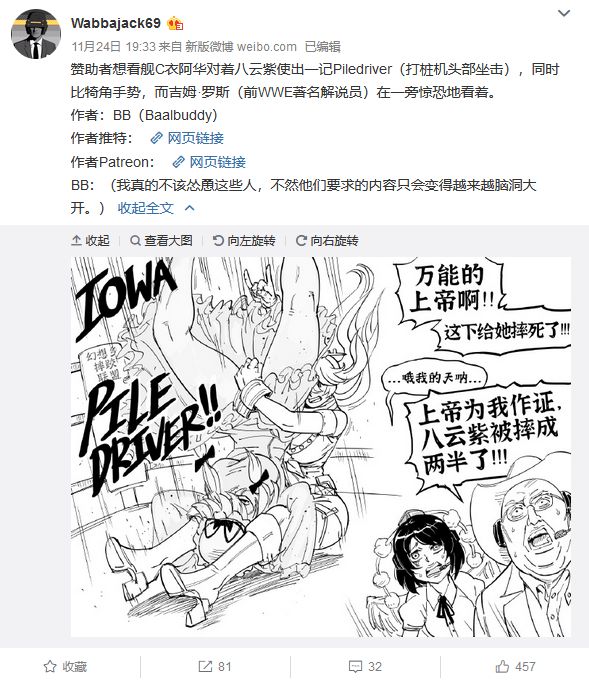 Wabbajack69
11月24日 19:33 来自 新版微博 weibo.com 已编辑
赞助者想看舰C衣阿华对着八云紫使出一记Piledriver（打桩机头部坐击），同时
比犄角手势，而吉姆·罗斯（前WWE著名解说员）在一旁惊恐地看着。
作者：BB（Baalbuddy）
作者推特： 网页链接
作者Patreon： 网页链接
BB：（我真的不该怂恿这些人，不然他们要求的内容只会变得越来越脑洞大
开。） 收起全文
收起 查看大图 向左旋转 向右旋转
IOWA
PILE
DRIVER!!
幻想乡
摔跤
联盟
万能的
上帝啊!!
这下给她摔死了!!!
...哦我的天呐...
上帝为我作证,
八云紫被摔成
两半了!!!
收藏 81 32 457